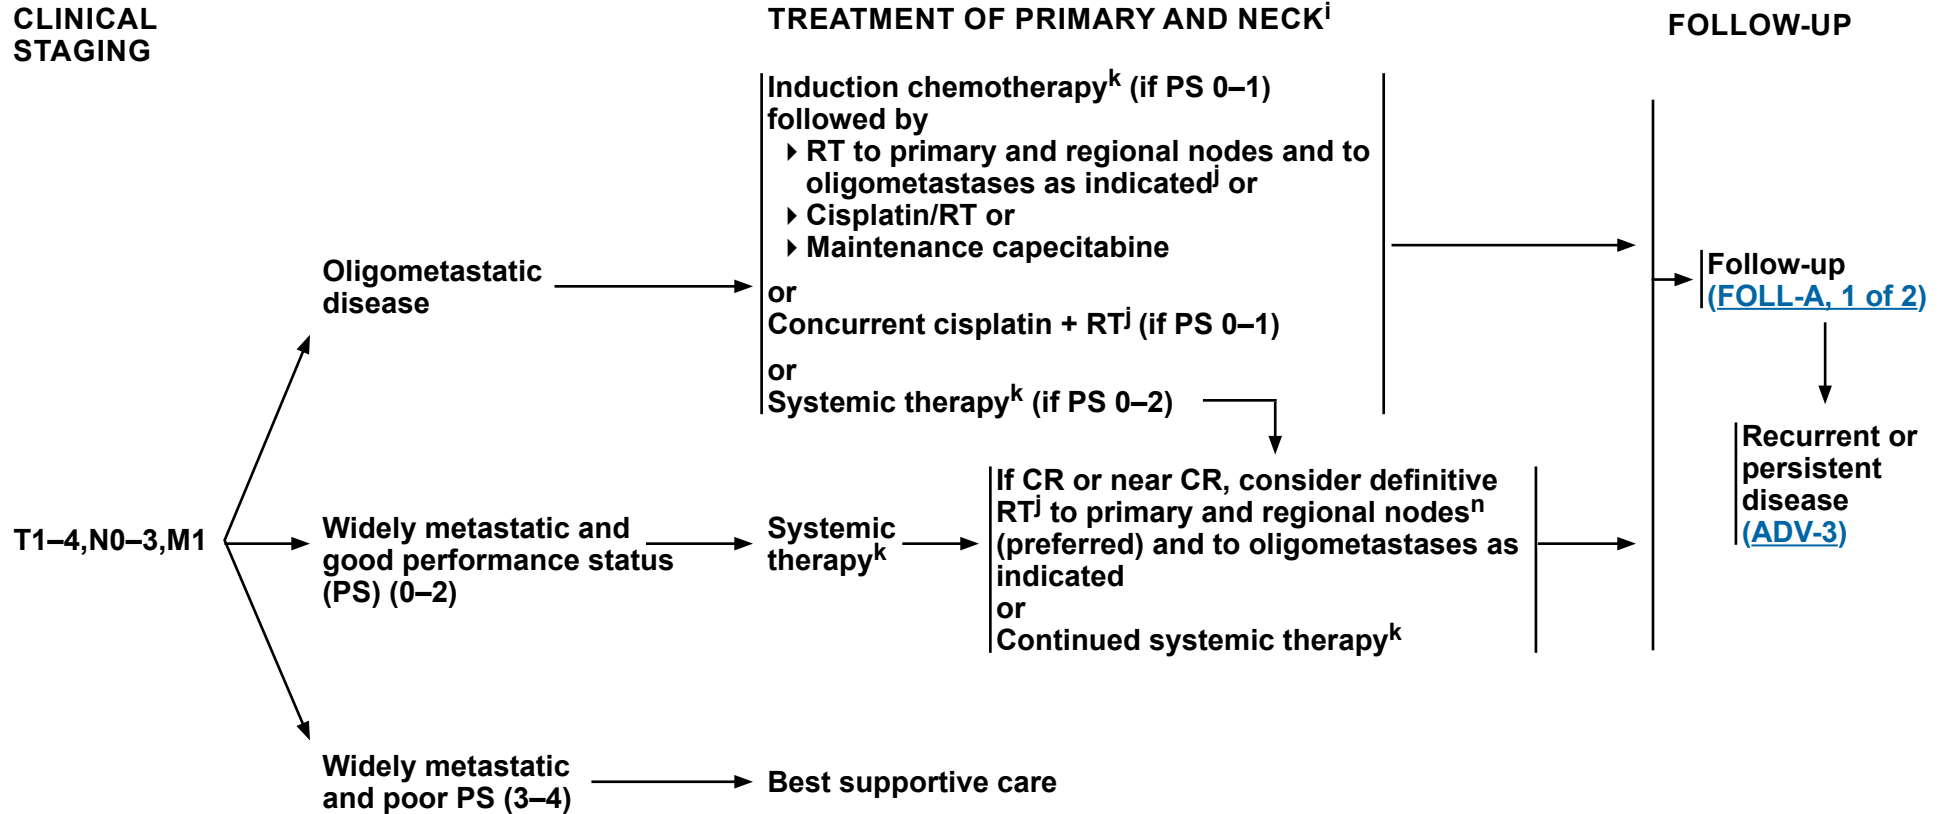 CLINICAL
STAGING
TREATMENT OF PRIMARY AND NECKⁱ
FOLLOW-UP
Induction chemotherapyᵏ (if PS 0–1)
followed by
RT to primary and regional nodes and to
oligometastases as indicatedʲ or
Cisplatin/RT or
Maintenance capecitabine
or
Concurrent cisplatin + RTʲ (if PS 0–1)
or
Systemic therapyᵏ (if PS 0–2)
Oligometastatic
disease
T1–4,N0–3,M1
Widely metastatic and
good performance status
(PS) (0–2)
Systemic
therapyᵏ
If CR or near CR, consider definitive
RTʲ to primary and regional nodesⁿ
(preferred) and to oligometastases as
indicated
or
Continued systemic therapyᵏ
Widely metastatic
and poor PS (3–4)
Best supportive care
Follow-up
(FOLL-A, 1 of 2)
Recurrent or
persistent
disease
(ADV-3)